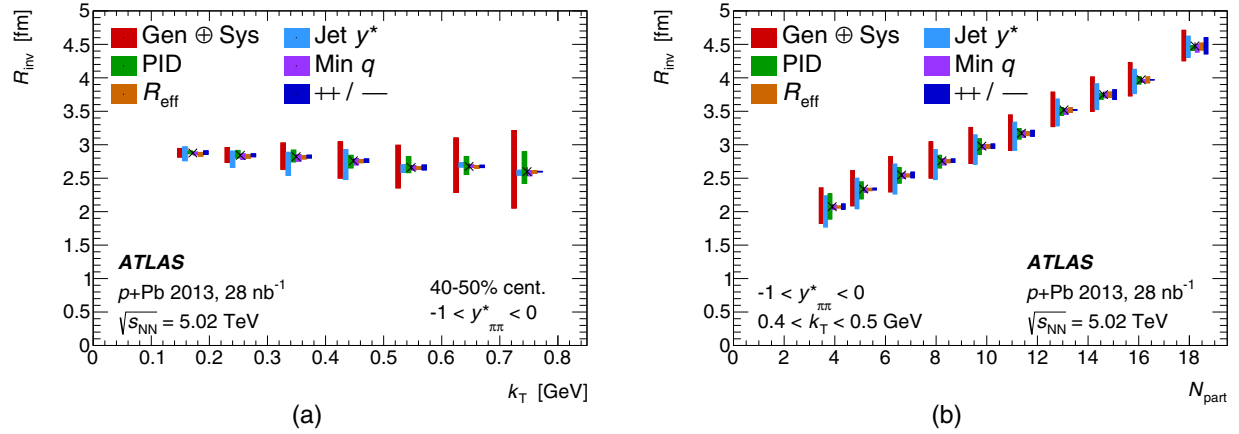 R_inv [fm]
5
4.5
4
3.5
3
2.5
2
1.5
1
0.5
0
Gen ⊕ Sys
PID
R_eff
Jet y*
Min q
++ / −−
ATLAS
p+Pb 2013, 28 nb⁻¹
√s_NN = 5.02 TeV
40-50% cent.
-1 < y*_ππ < 0
0 0.1 0.2 0.3 0.4 0.5 0.6 0.7 0.8
k_T [GeV]
(a)
R_inv [fm]
5
4.5
4
3.5
3
2.5
2
1.5
1
0.5
0
Gen ⊕ Sys
PID
R_eff
Jet y*
Min q
++ / −−
-1 < y*_ππ < 0
0.4 < k_T < 0.5 GeV
ATLAS
p+Pb 2013, 28 nb⁻¹
√s_NN = 5.02 TeV
0 2 4 6 8 10 12 14 16 18
N_part
(b)